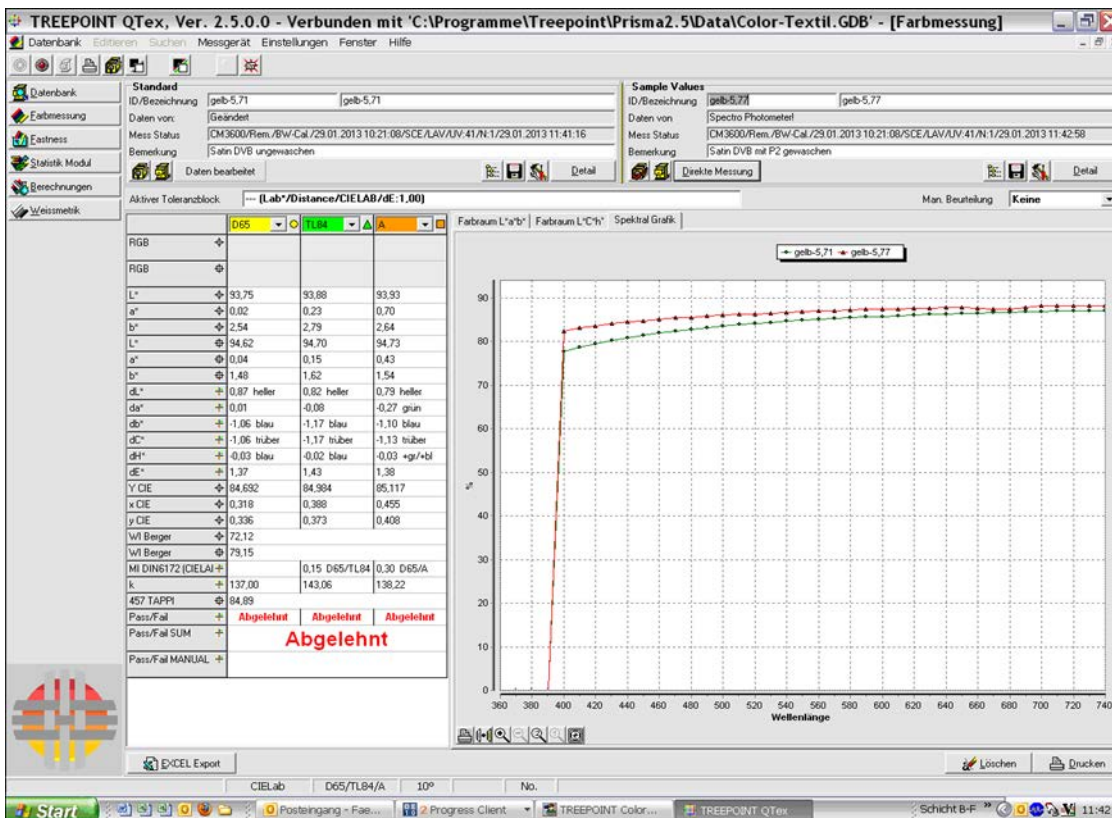 TREEPOINT QTex, Ver. 2.5.0.0 - Verbunden mit 'C:\Programme\Treepoint\Prisma2.5\Data\Color-Textil.GDB' - [Farbmessung]
Datenbank Editieren Suchen Messgerät Einstellungen Fenster Hilfe
Datenbank
Farbmessung
Fastness
Statistik Modul
Berechnungen
Weissmetrik
Standard
ID/Bezeichnung gelb-5,71 gelb-5,71
Daten von: Geändert
Mess Status CM3600/Rem./BW-Cal./29.01.2013 10:21:08/SCE/LAV/UV:41/N:1/29.01.2013 11:41:16
Bemerkung Satin DVB ungewaschen
Daten bearbeitet Detail
Sample Values
ID/Bezeichnung gelb-5,77 gelb-5,77
Daten von Spectro Photometer!
Mess Status CM3600/Rem./BW-Cal./29.01.2013 10:21:08/SCE/LAV/UV:41/N:1/29.01.2013 11:42:58
Bemerkung Satin DVB mit P2 gewaschen
Direkte Messung Detail
Aktiver Toleranzblock --- (Lab*/Distance/CIELAB/dE:1,00) Man. Beurteilung Keine
D65 TL84 A
RGB
RGB
L* 93,75 93,88 93,93
a* 0,02 0,23 0,70
b* 2,54 2,79 2,64
L* 94,62 94,70 94,73
a* 0,04 0,15 0,43
b* 1,48 1,62 1,54
dL* 0,87 heller 0,82 heller 0,79 heller
da* 0,01 -0,08 -0,27 grün
db* -1,06 blau -1,17 blau -1,10 blau
dC* -1,06 trüber -1,17 trüber -1,13 trüber
dH* -0,03 blau -0,02 blau -0,03 +gr/+bl
dE* 1,37 1,43 1,38
Y CIE 84,692 84,984 85,117
x CIE 0,318 0,388 0,455
y CIE 0,336 0,373 0,408
WI Berger 72,12
WI Berger 79,15
MI DIN6172 (CIELAI 0,15 D65/TL84 0,30 D65/A
k 137,00 143,06 138,22
457 TAPPI 84,89
Pass/Fail Abgelehnt Abgelehnt Abgelehnt
Pass/Fail SUM Abgelehnt
Pass/Fail MANUAL
Farbraum L*a*b* Farbraum L*C*h* Spektral Grafik
gelb-5,71 gelb-5,77
90
80
70
60
50
%
40
30
20
10
0
360 380 400 420 440 460 480 500 520 540 560 580 600 620 640 660 680 700 720 740
Wellenlänge
EXCEL Export Löschen Drucken
CIELab D65/TL84/A 10° No.
Start Posteingang - Fae... 2 Progress Client TREEPOINT Color... TREEPOINT QTex Schicht B-F » 11:42